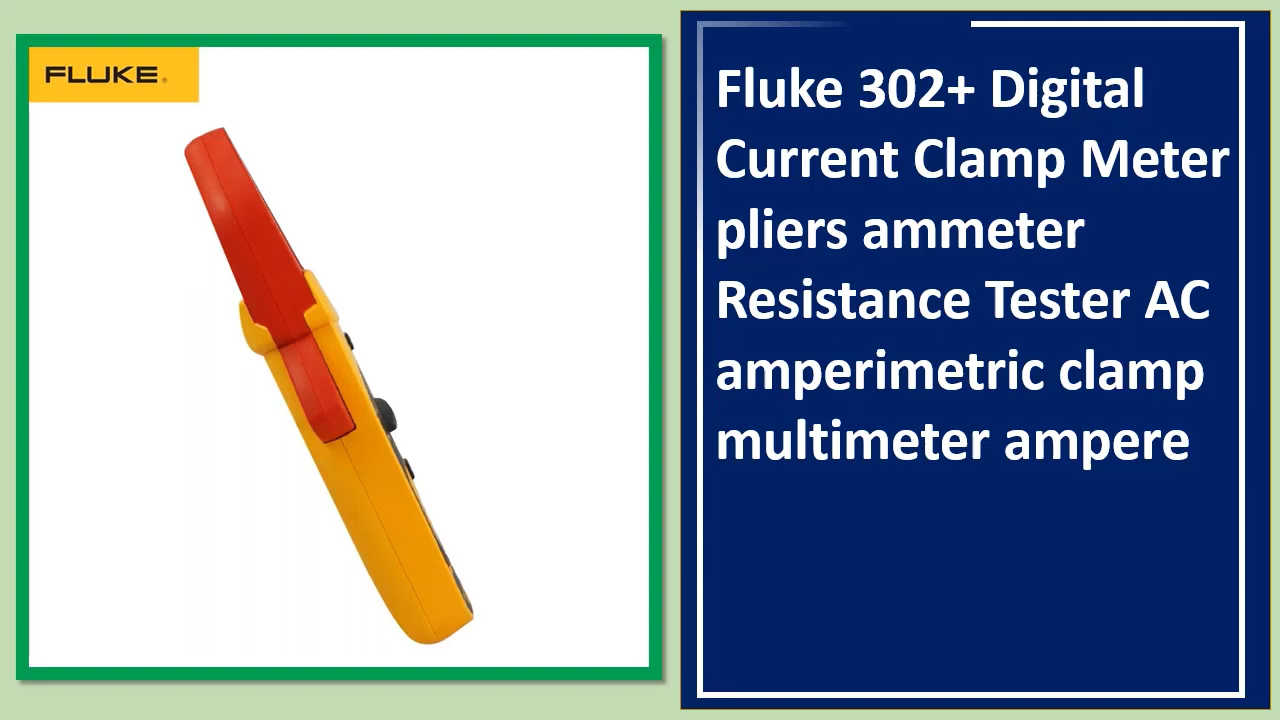 FLUKE®
Fluke 302+ Digital
Current Clamp Meter
pliers ammeter
Resistance Tester AC
amperimetric clamp
multimeter ampere